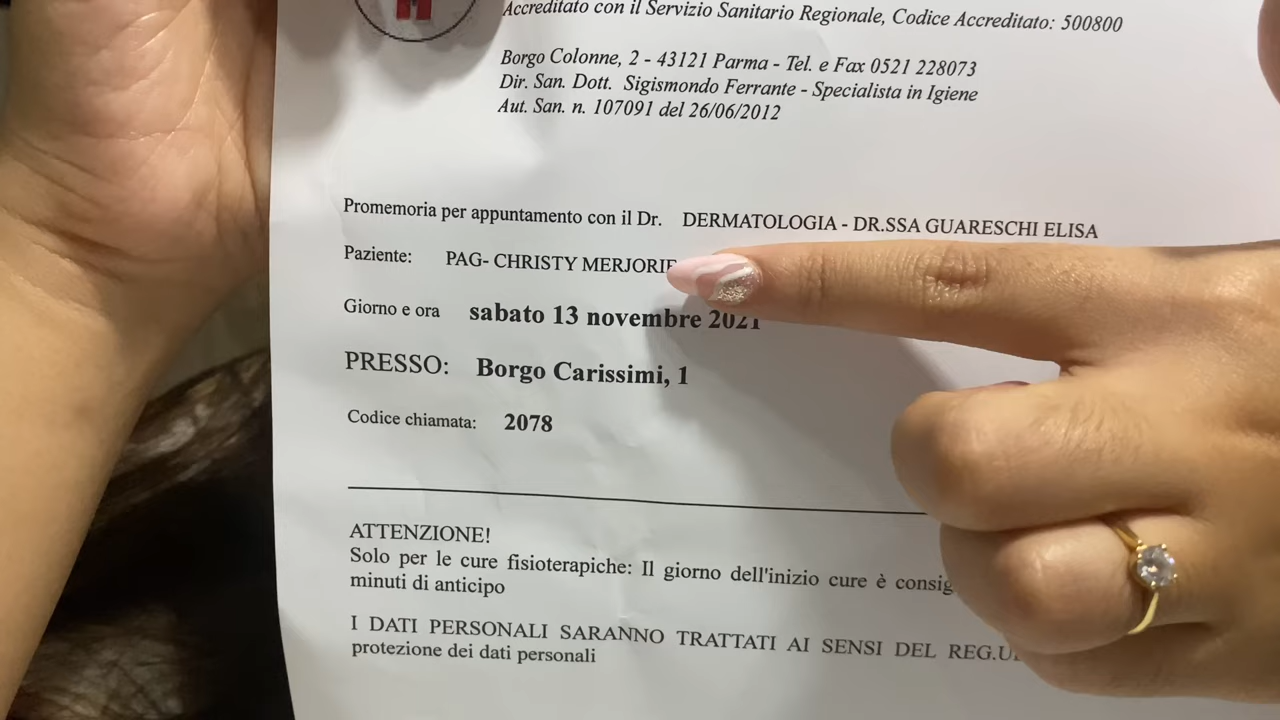 Accreditato con il Servizio Sanitario Regionale, Codice Accreditato: 500800
Borgo Colonne, 2 - 43121 Parma - Tel. e Fax 0521 228073
Dir. San. Dott. Sigismondo Ferrante - Specialista in Igiene
Aut. San. n. 107091 del 26/06/2012
Promemoria per appuntamento con il Dr. DERMATOLOGIA - DR.SSA GUARESCHI ELISA
Paziente: PAG- CHRISTY MERJORIE
Giorno e ora sabato 13 novembre 2021
PRESSO: Borgo Carissimi, 1
Codice chiamata: 2078
ATTENZIONE!
Solo per le cure fisioterapiche: Il giorno dell'inizio cure è
minuti di anticipo
I DATI PERSONALI SARANNO TRATTATI AI SENSI DEL
protezione dei dati personali